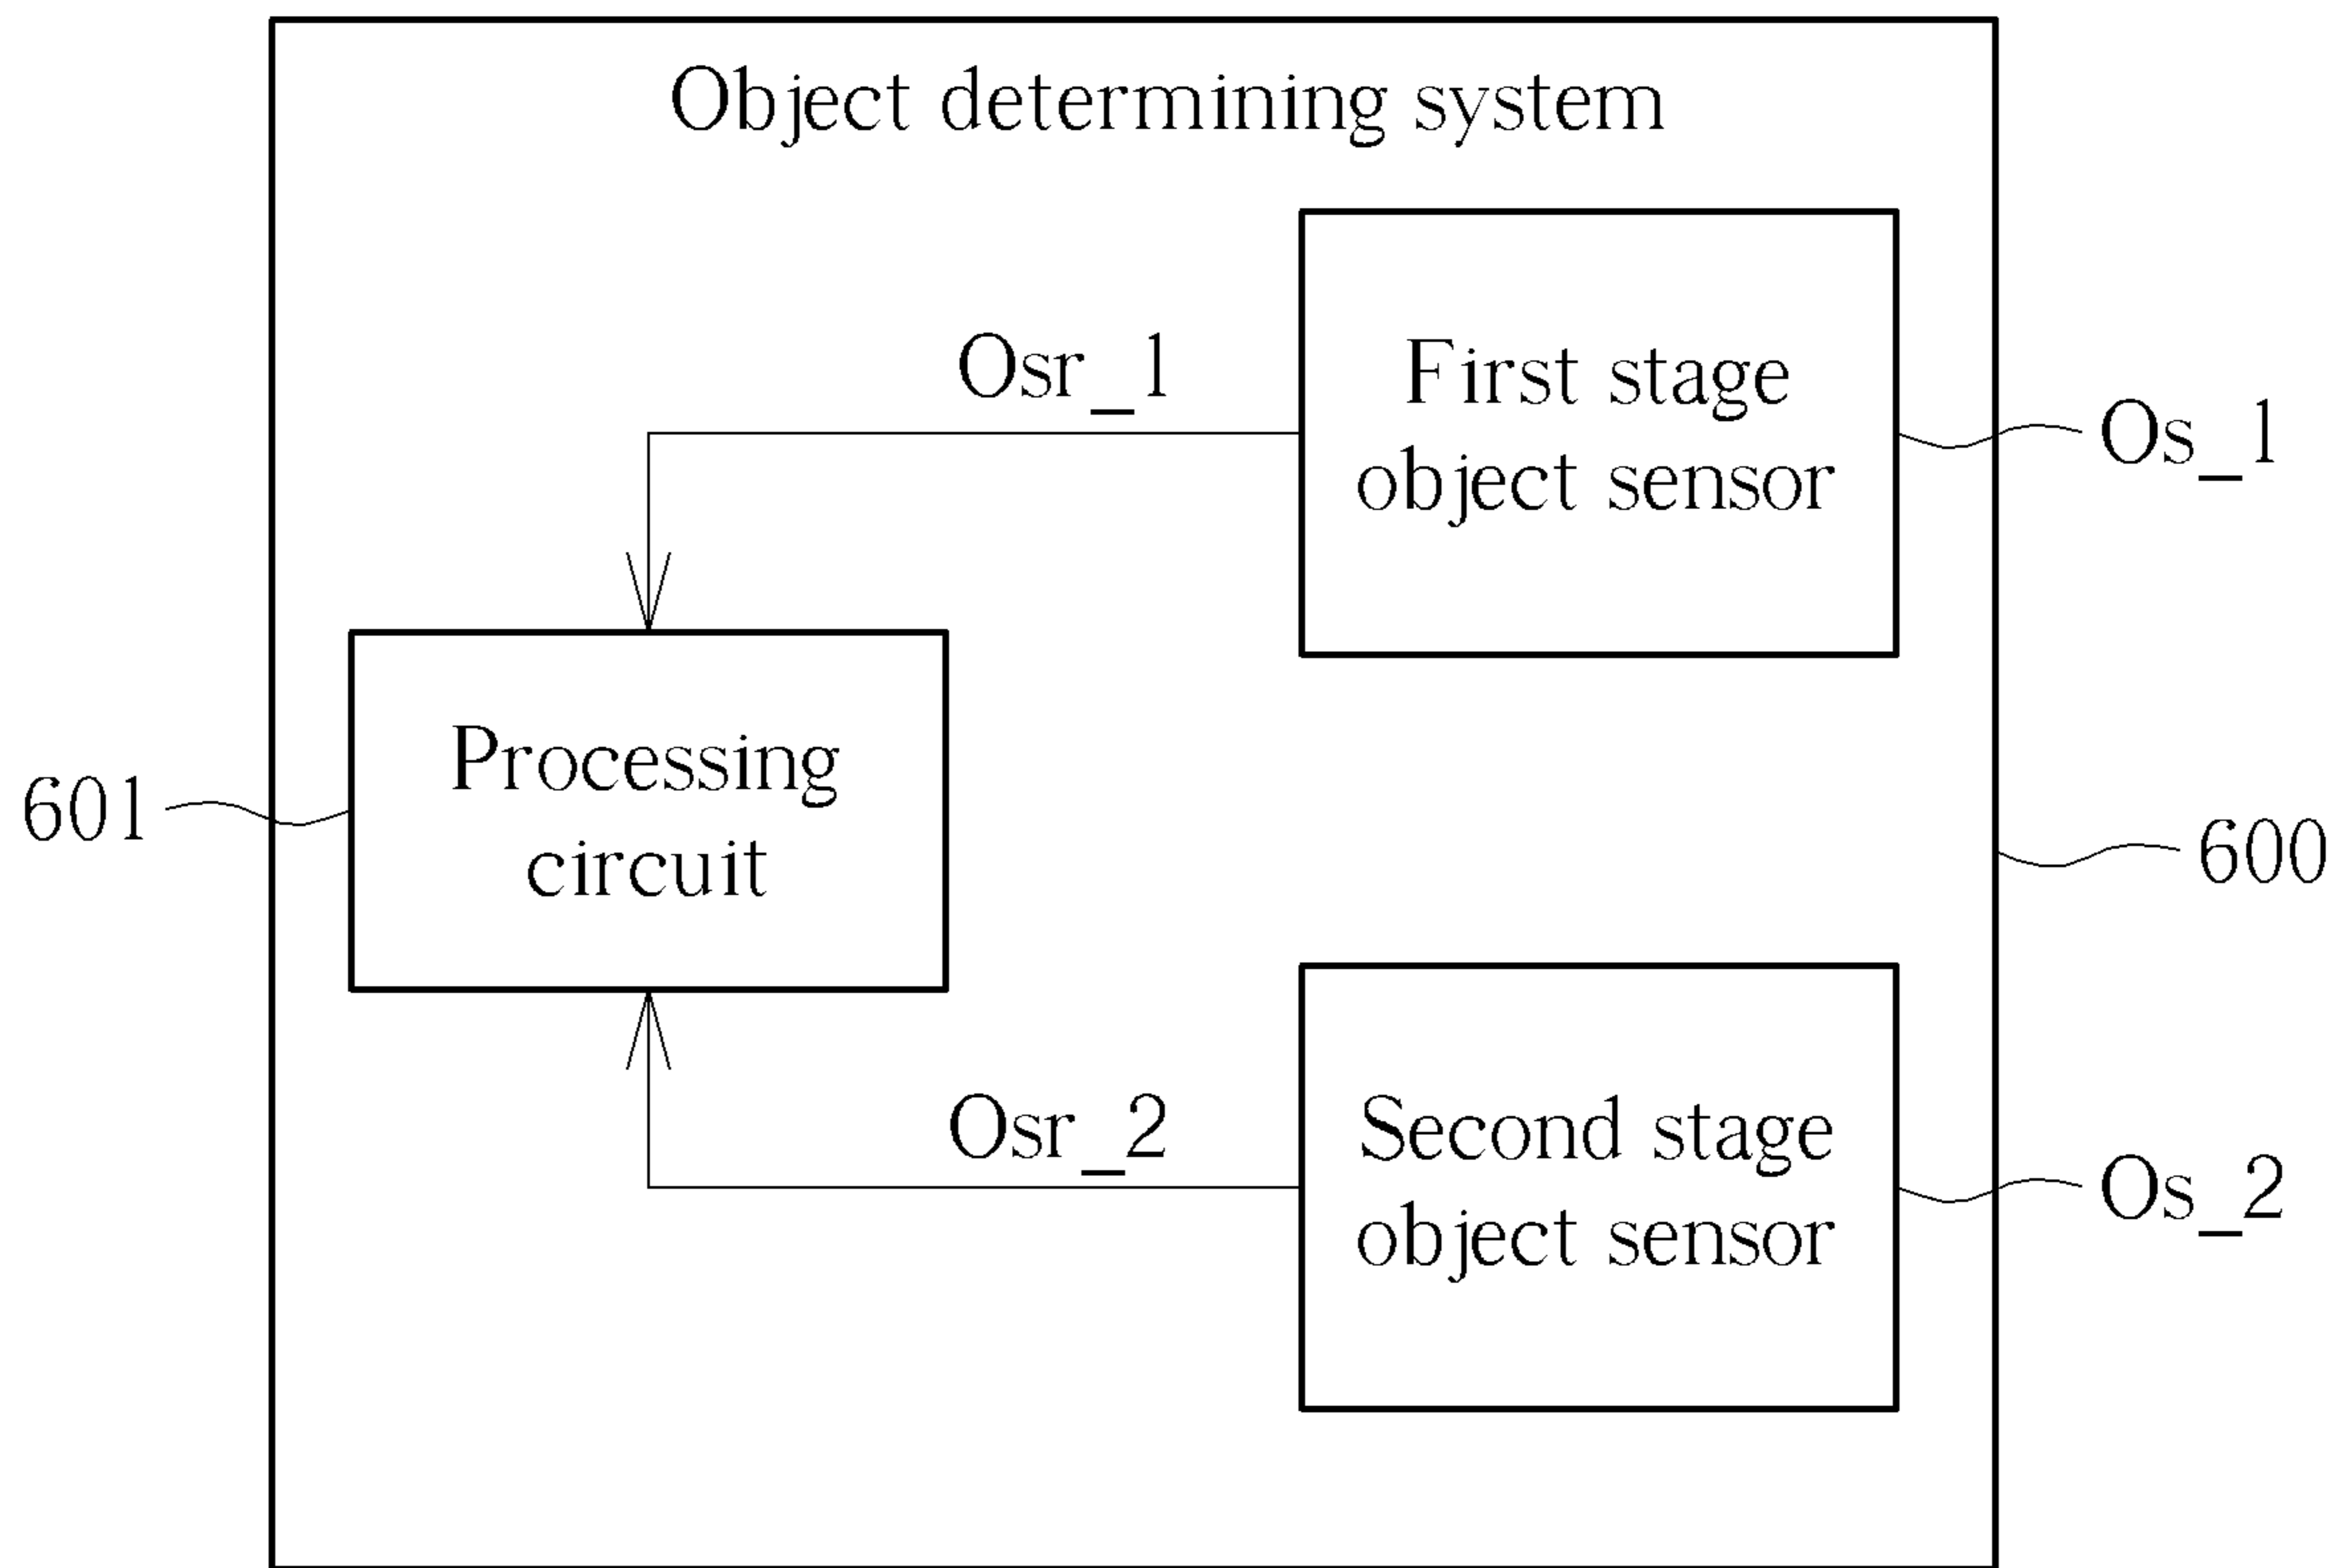 Object determining system
Osr_1
First stage
object sensor
Os_1
Processing
circuit
601
600
Osr_2
Second stage
object sensor
Os_2